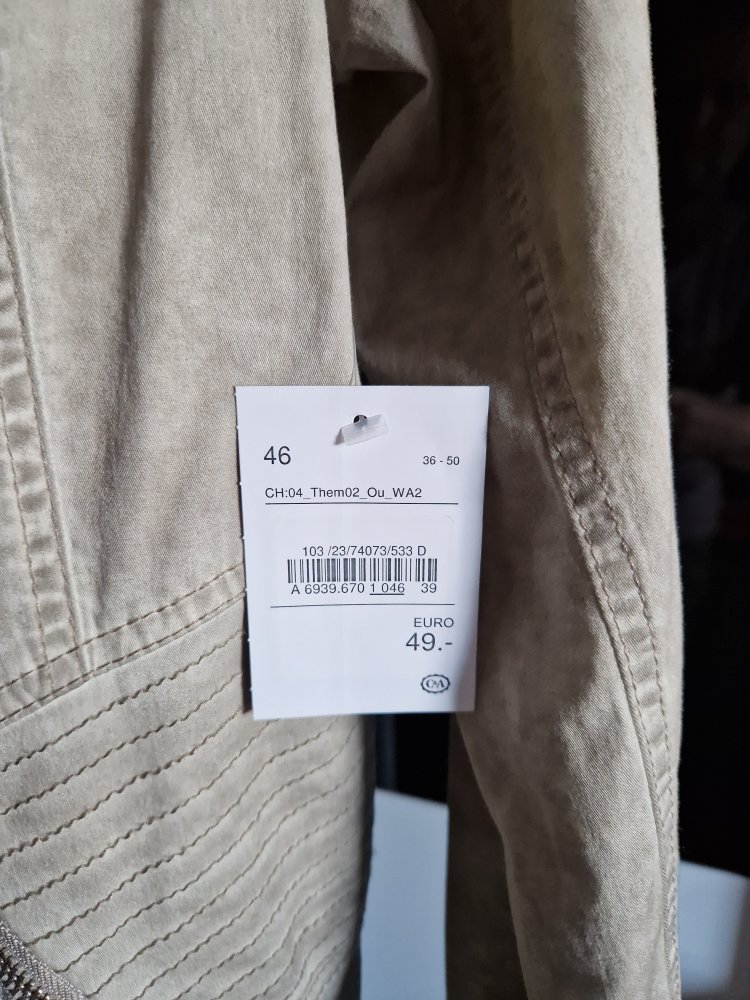 46 36 - 50
CH:04_Them02_Ou_WA2
103 /23/74073/533 D
A 6939.670 1 046 39
EURO
49.-
C&A